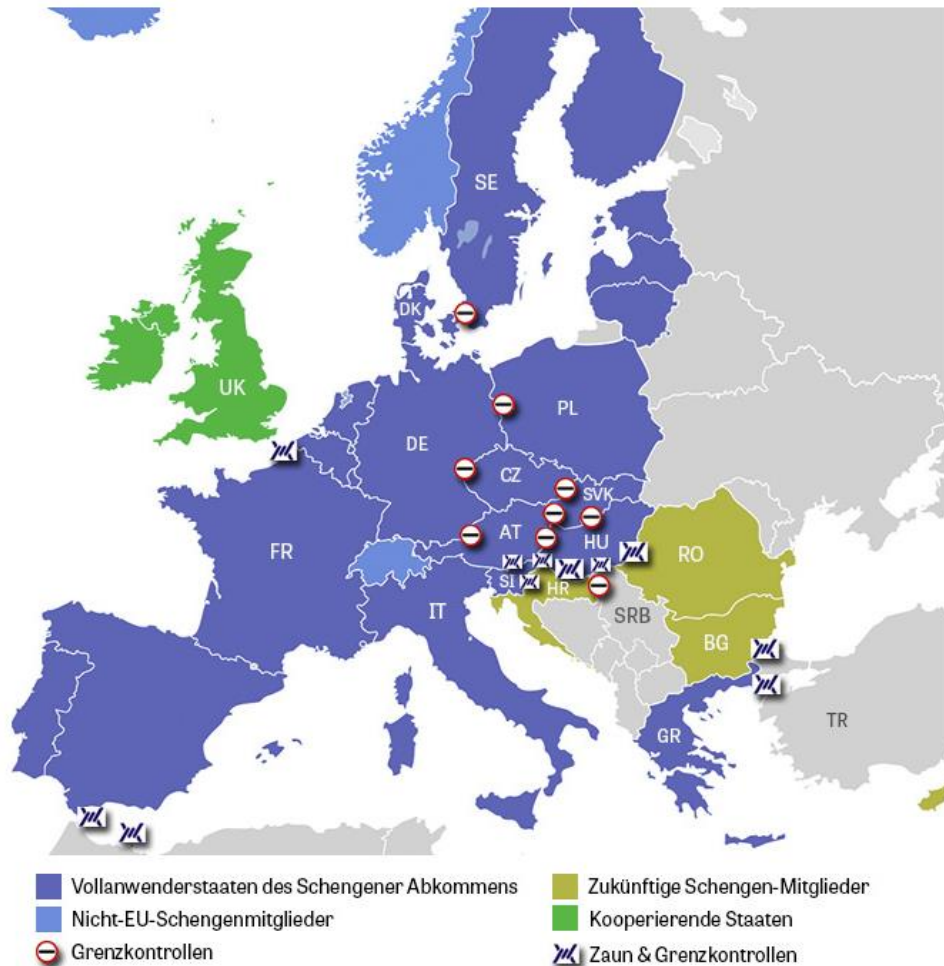 SE
DK
UK
PL
DE
CZ
SVK
FR
AT
HU
RO
SI
HR
IT
SRB
BG
TR
GR
Vollanwenderstaaten des Schengener Abkommens
Zukünftige Schengen-Mitglieder
Nicht-EU-Schengenmitglieder
Kooperierende Staaten
Grenzkontrollen
Zaun & Grenzkontrollen